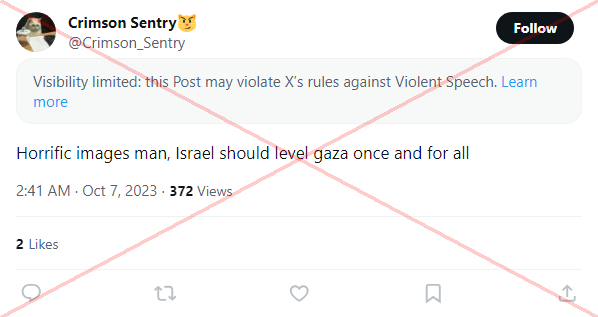 Crimson Sentry😼
@Crimson_Sentry
Follow
Visibility limited: this Post may violate X's rules against Violent Speech. Learn
more
Horrific images man, Israel should level gaza once and for all
2:41 AM · Oct 7, 2023 · 372 Views
2 Likes